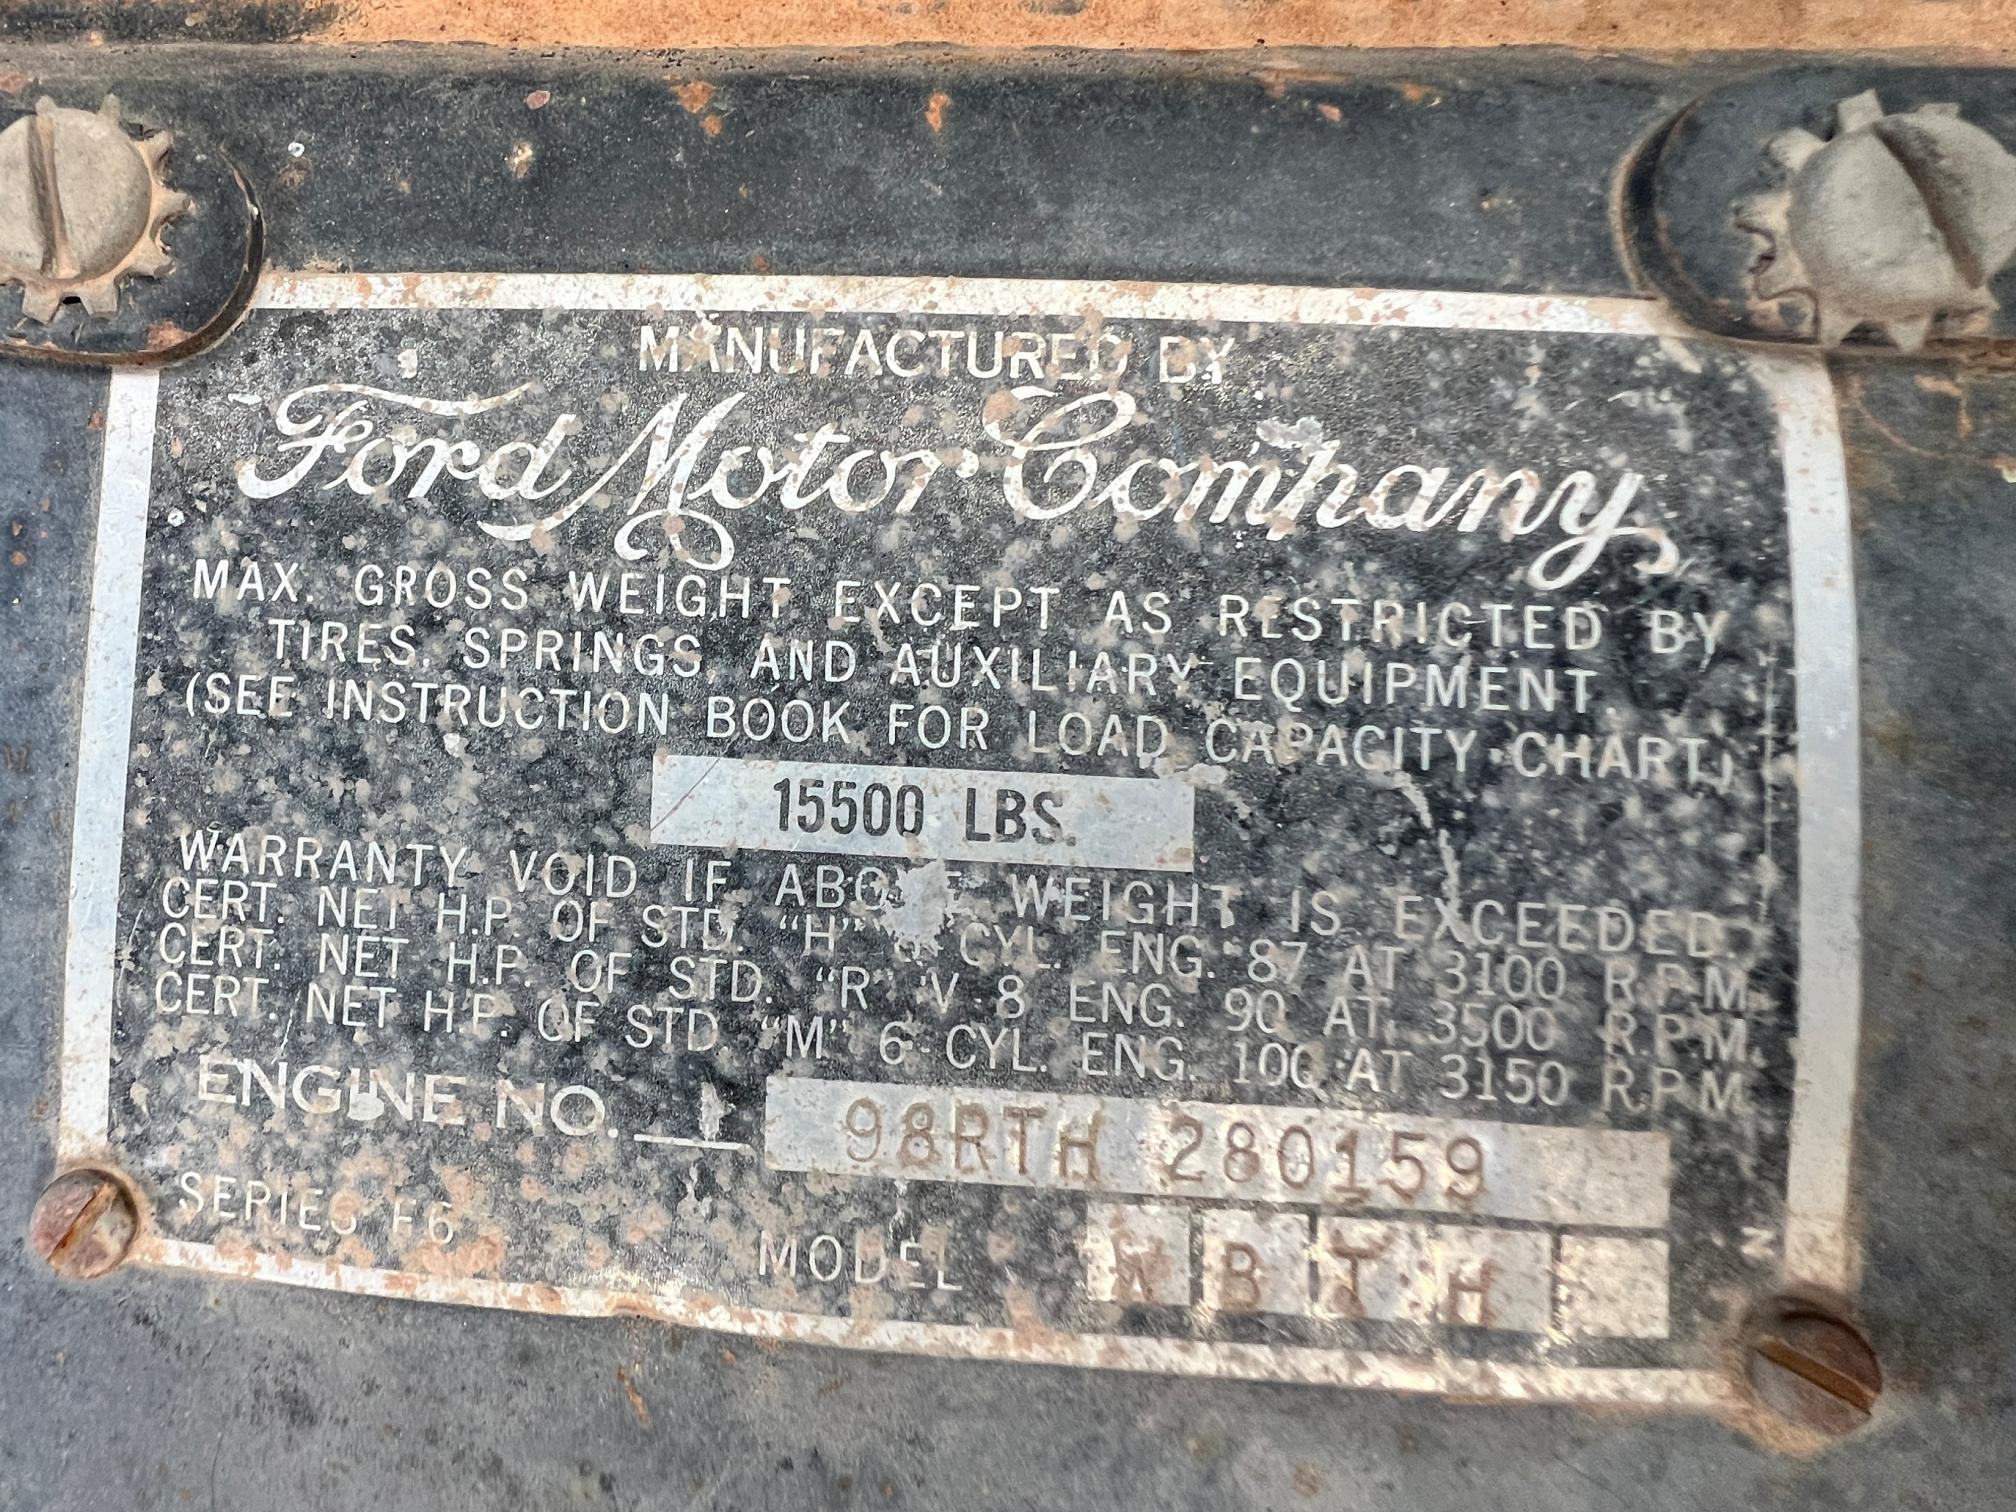 MANUFACTURED BY
Ford Motor Company
MAX. GROSS WEIGHT EXCEPT AS RESTRICTED BY
TIRES, SPRINGS, AND AUXILIARY EQUIPMENT.
(SEE INSTRUCTION BOOK FOR LOAD CAPACITY CHART.)
15500 LBS.
WARRANTY VOID IF ABOVE WEIGHT IS EXCEEDED.
CERT. NET H.P. OF STD. "H" CYL. ENG. 87 AT 3100 R.P.M.
CERT. NET H.P. OF STD. "R" V-8 ENG. 90 AT 3500 R.P.M.
CERT. NET H.P. OF STD. "M" 6 CYL. ENG. 100 AT 3150 R.P.M.
ENGINE NO. 98RTH 280159
SERIES F6
MODEL B T H